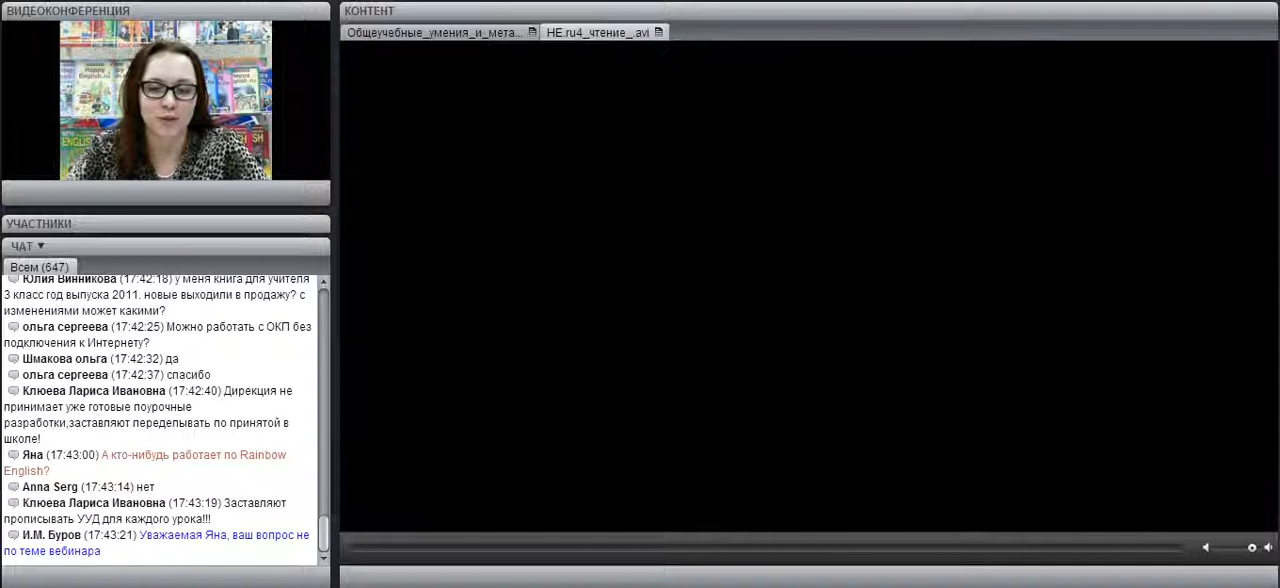 ВИДЕОКОНФЕРЕНЦИЯ
КОНТЕНТ
Общеучебные_умения_и_мета...
HE.ru4_чтение_.avi
Happy
English.ru
УЧАСТНИКИ
ЧАТ ▼
Всем (647)
Юлия Винникова (17:42:18) у меня книга для учителя
3 класс год выпуска 2011. новые выходили в продажу? с
изменениями может какими?
ольга сергеева (17:42:25) Можно работать с ОКП без
подключения к Интернету?
Шмакова ольга (17:42:32) да
ольга сергеева (17:42:37) спасибо
Клюева Лариса Ивановна (17:42:40) Дирекция не
принимает уже готовые поурочные
разработки,заставляют переделывать по принятой в
школе!
Яна (17:43:00) А кто-нибудь работает по Rainbow
English?
Anna Serg (17:43:14) нет
Клюева Лариса Ивановна (17:43:19) Заставляют
прописывать УУД для каждого урока!!!
И.М. Буров (17:43:21) Уважаемая Яна, ваш вопрос не
по теме вебинара